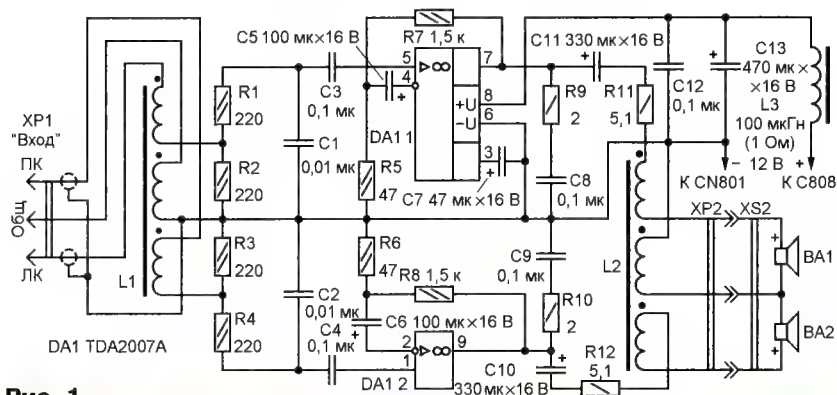 C5 100 мк×16 В
R7 1,5 к
C11 330 мк×16 В
C13
470 мк ×
×16 В
L3
100 мкГн
(1 Ом)
XP1
"Вход"
ПК
Общ
ЛК
L1
R1
220
R2
220
R3
220
R4
220
C3
0,1 мк
C1
0,01 мк
C2
0,01 мк
C4
0,1 мк
5
4
7
8
+U
6
−U
3
DA1 1
R5
47
C7 47 мк×16 В
R6
47
R8 1,5 к
C6 100 мк×16 В
2
1
9
DA1 2
R9
2
C8
0,1 мк
C9
0,1 мк
R10
2
C10
330 мк×16 В
R11
5,1
R12
5,1
C12
0,1 мк
− 12 В +
К CN801
К C808
L2
XP2
XS2
BA1
BA2
DA1 TDA2007A
Рис. 1